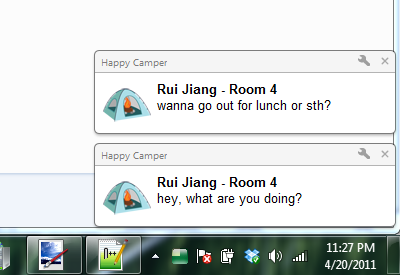 Happy Camper
Rui Jiang - Room 4
wanna go out for lunch or sth?
Happy Camper
Rui Jiang - Room 4
hey, what are you doing?
11:27 PM
4/20/2011